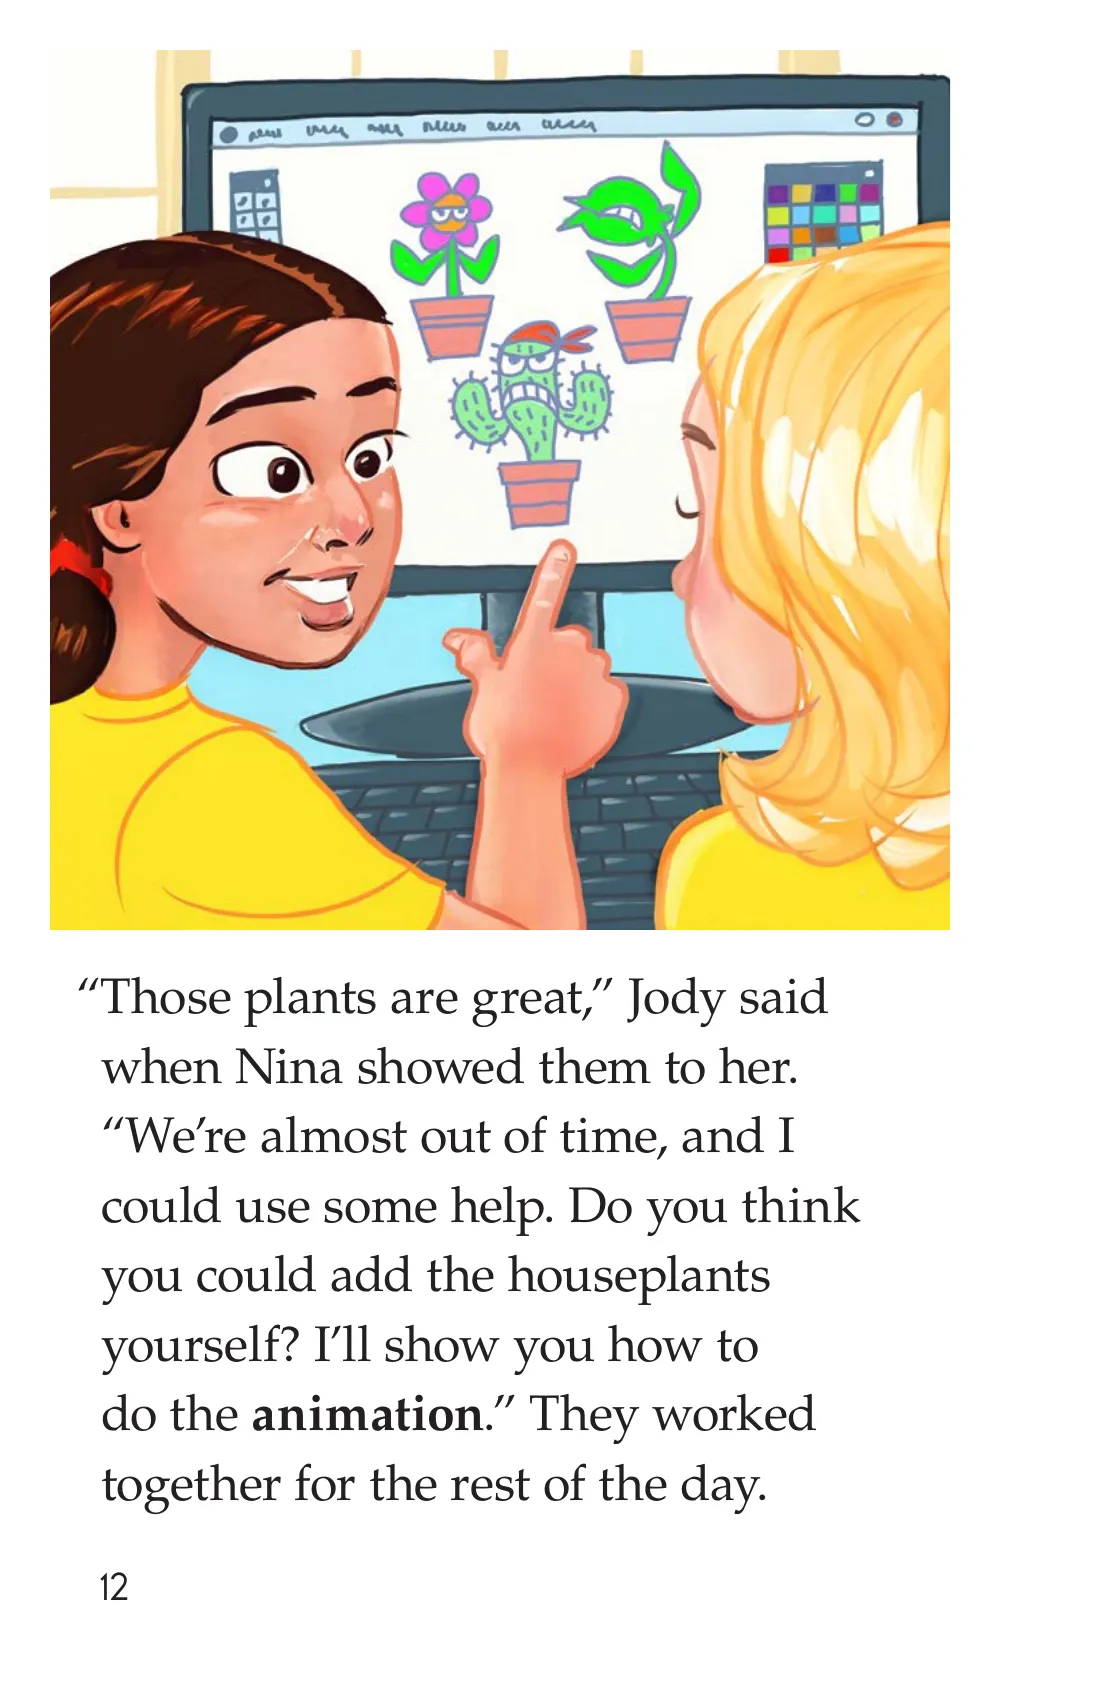 “Those plants are great,” Jody said
when Nina showed them to her.
“We’re almost out of time, and I
could use some help. Do you think
you could add the houseplants
yourself? I’ll show you how to
do the animation.” They worked
together for the rest of the day.
12